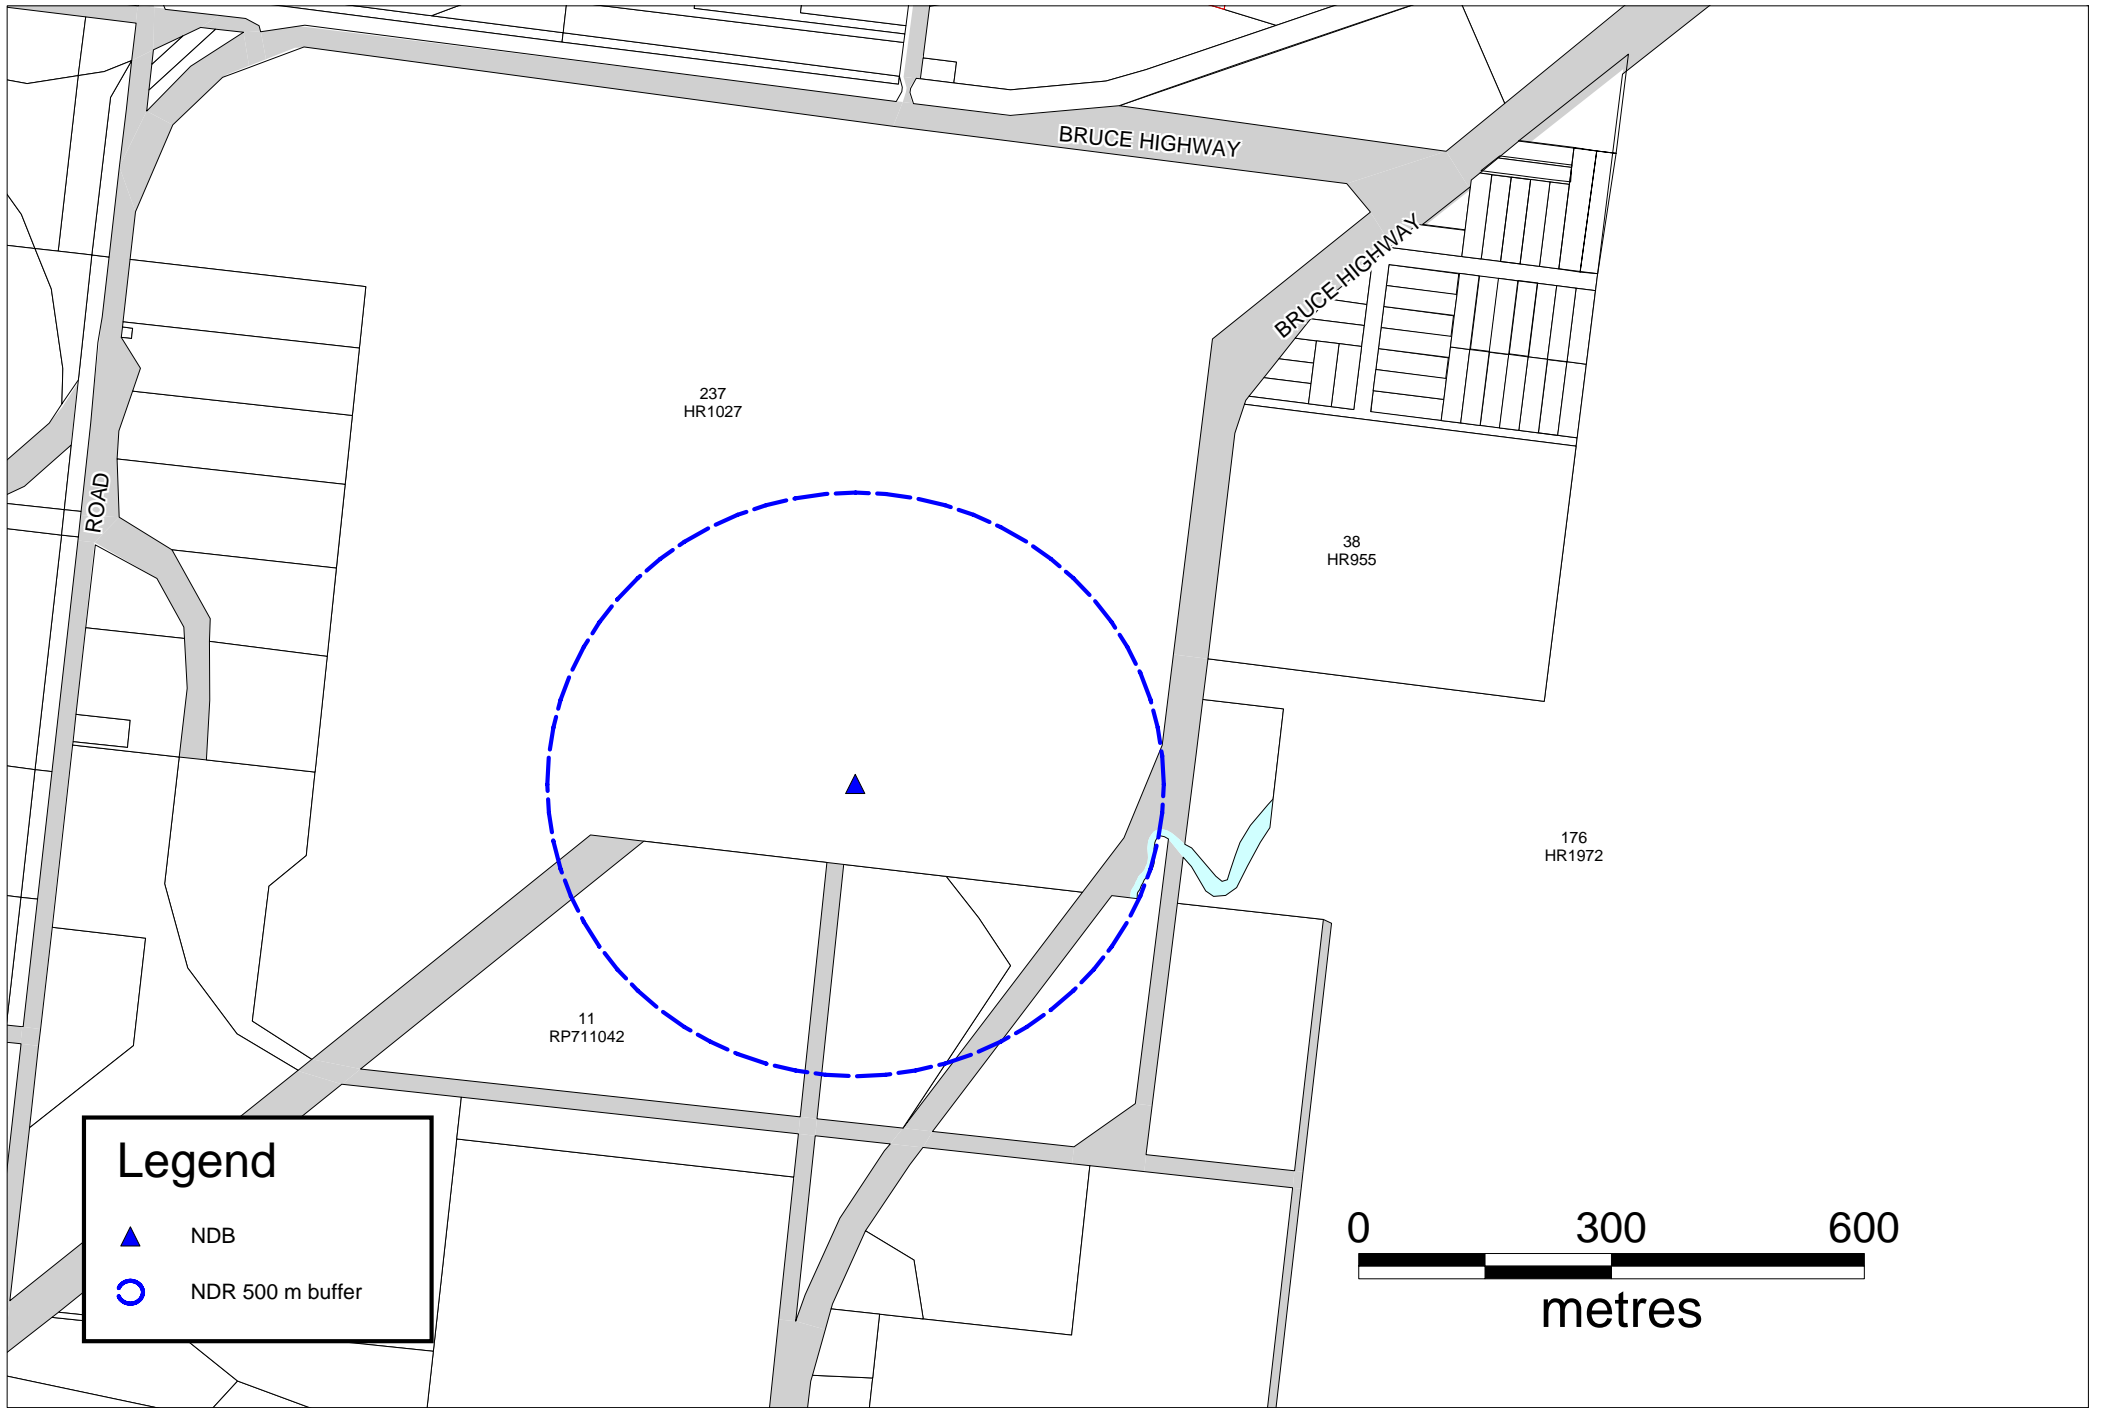 BRUCE HIGHWAY
BRUCE HIGHWAY
237
HR1027
ROAD
38
HR955
176
HR1972
11
RP711042
Legend
NDB
NDR 500 m buffer
0 300 600
metres